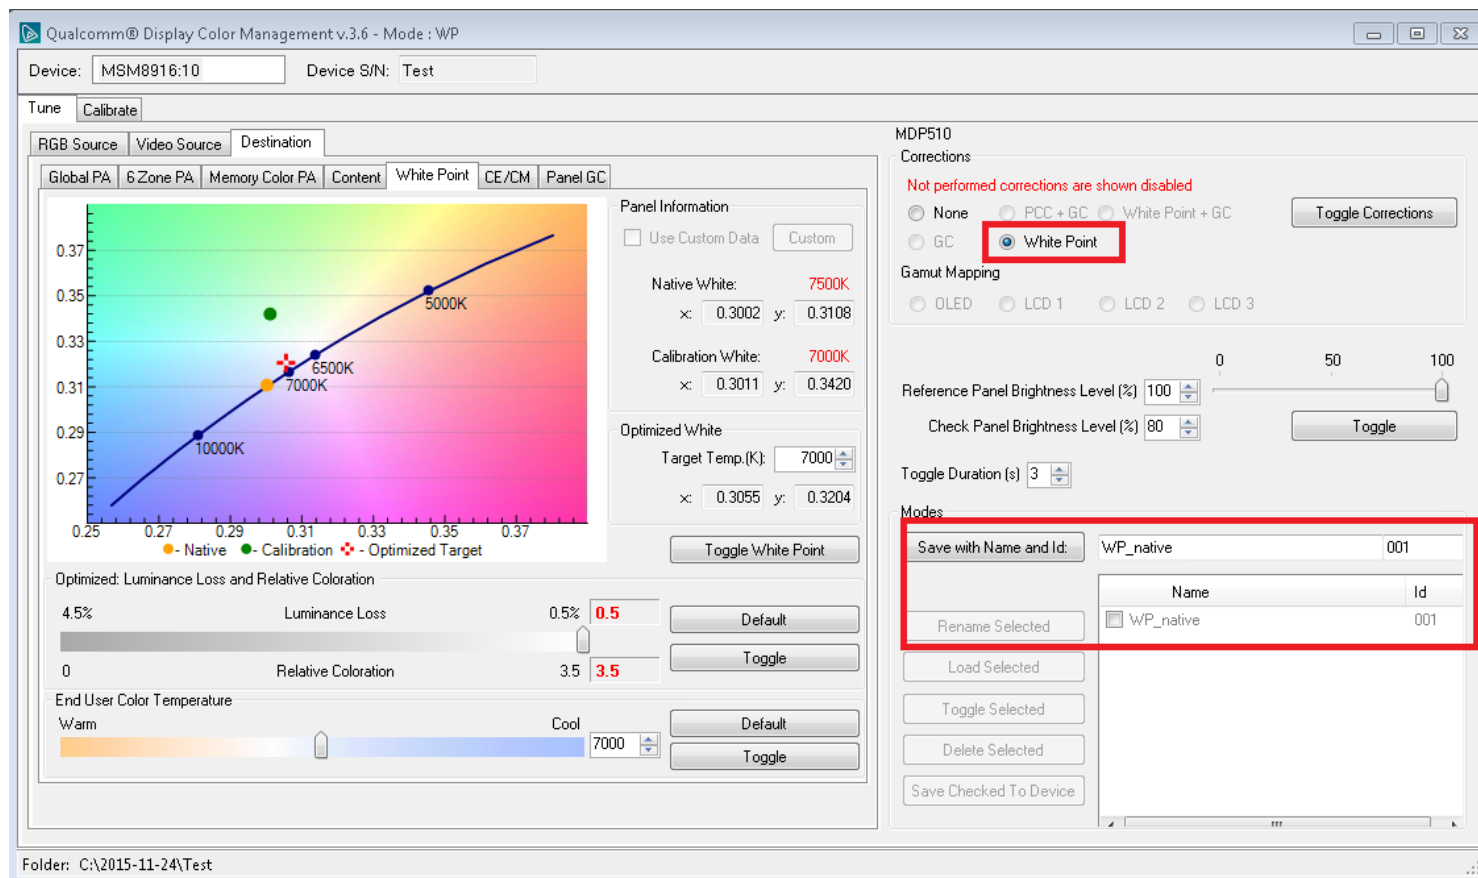 Qualcomm® Display Color Management v.3.6 - Mode : WP
Device: MSM8916:10 Device S/N: Test
Tune Calibrate
RGB Source Video Source Destination
Global PA 6 Zone PA Memory Color PA Content White Point CE/CM Panel GC
0.37
0.35
0.33
0.31
0.29
0.27
5000K
6500K
7000K
10000K
0.25 0.27 0.29 0.31 0.33 0.35 0.37
- Native - Calibration - Optimized Target
Panel Information
Use Custom Data Custom
Native White: 7500K
x: 0.3002 y: 0.3108
Calibration White: 7000K
x: 0.3011 y: 0.3420
Optimized White
Target Temp.(K): 7000
x: 0.3055 y: 0.3204
Toggle White Point
Optimized: Luminance Loss and Relative Coloration
4.5% Luminance Loss 0.5% 0.5 Default
0 Relative Coloration 3.5 3.5 Toggle
End User Color Temperature
Warm Cool 7000 Default
Toggle
MDP510
Corrections
Not performed corrections are shown disabled
None PCC + GC White Point + GC Toggle Corrections
GC White Point
Gamut Mapping
OLED LCD 1 LCD 2 LCD 3
0 50 100
Reference Panel Brightness Level (%) 100
Check Panel Brightness Level (%) 80 Toggle
Toggle Duration (s) 3
Modes
Save with Name and Id: WP_native 001
Name Id
WP_native 001
Rename Selected
Load Selected
Toggle Selected
Delete Selected
Save Checked To Device
Folder: C:\2015-11-24\Test